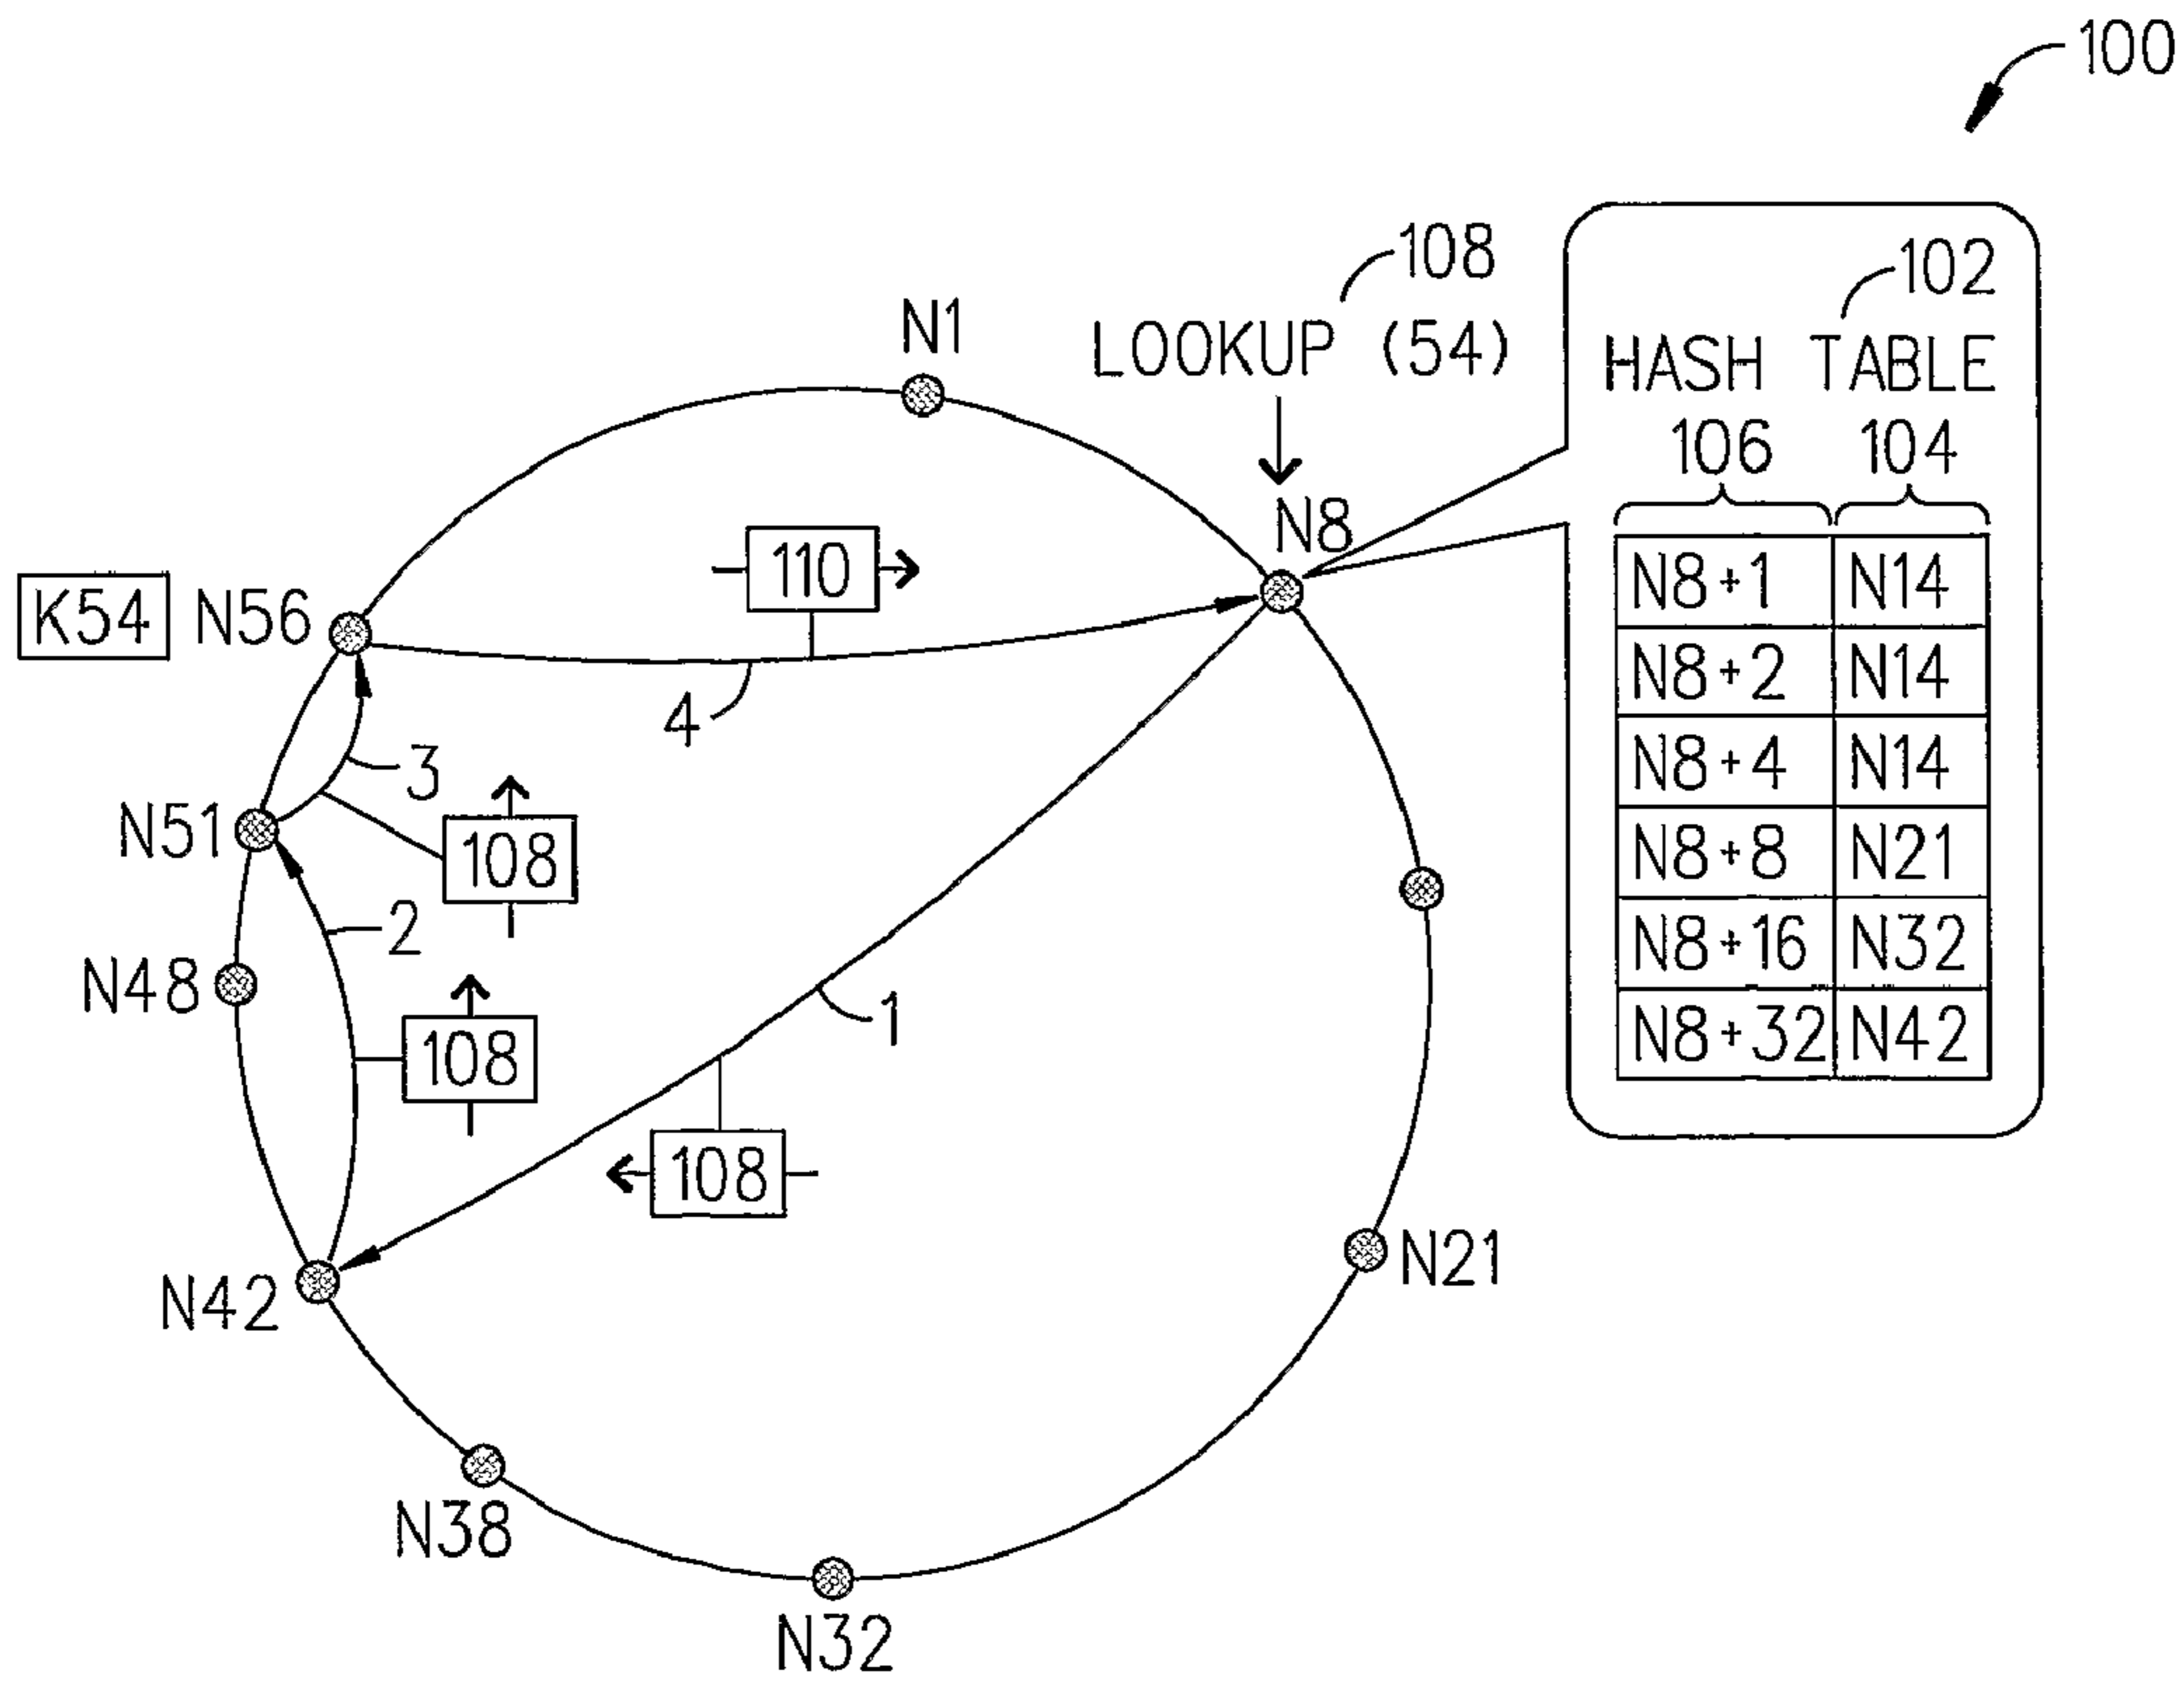 100
108
102
N1
LOOKUP (54)
HASH TABLE
106 104
N8
110
N8+1 N14
K54 N56
N8+2 N14
4
3
N8+4 N14
N51
108
N8+8 N21
2
N8+16 N32
N48
1
108
N8+32 N42
108
N21
N42
N38
N32